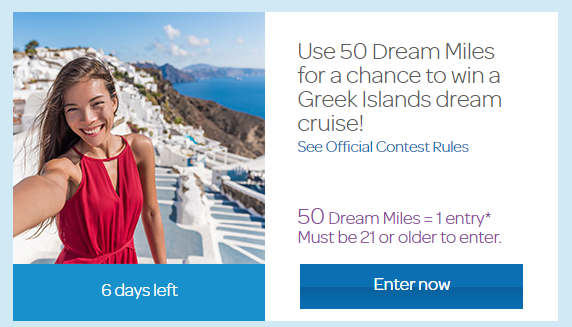 Use 50 Dream Miles
for a chance to win a
Greek Islands dream
cruise!
See Official Contest Rules
50 Dream Miles = 1 entry*
Must be 21 or older to enter.
6 days left
Enter now